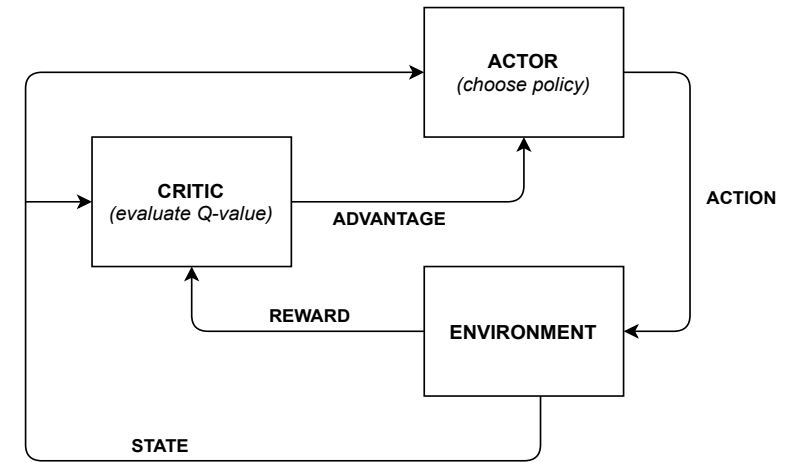 ACTOR
(choose policy)
CRITIC
(evaluate Q-value)
ADVANTAGE
ACTION
REWARD
ENVIRONMENT
STATE